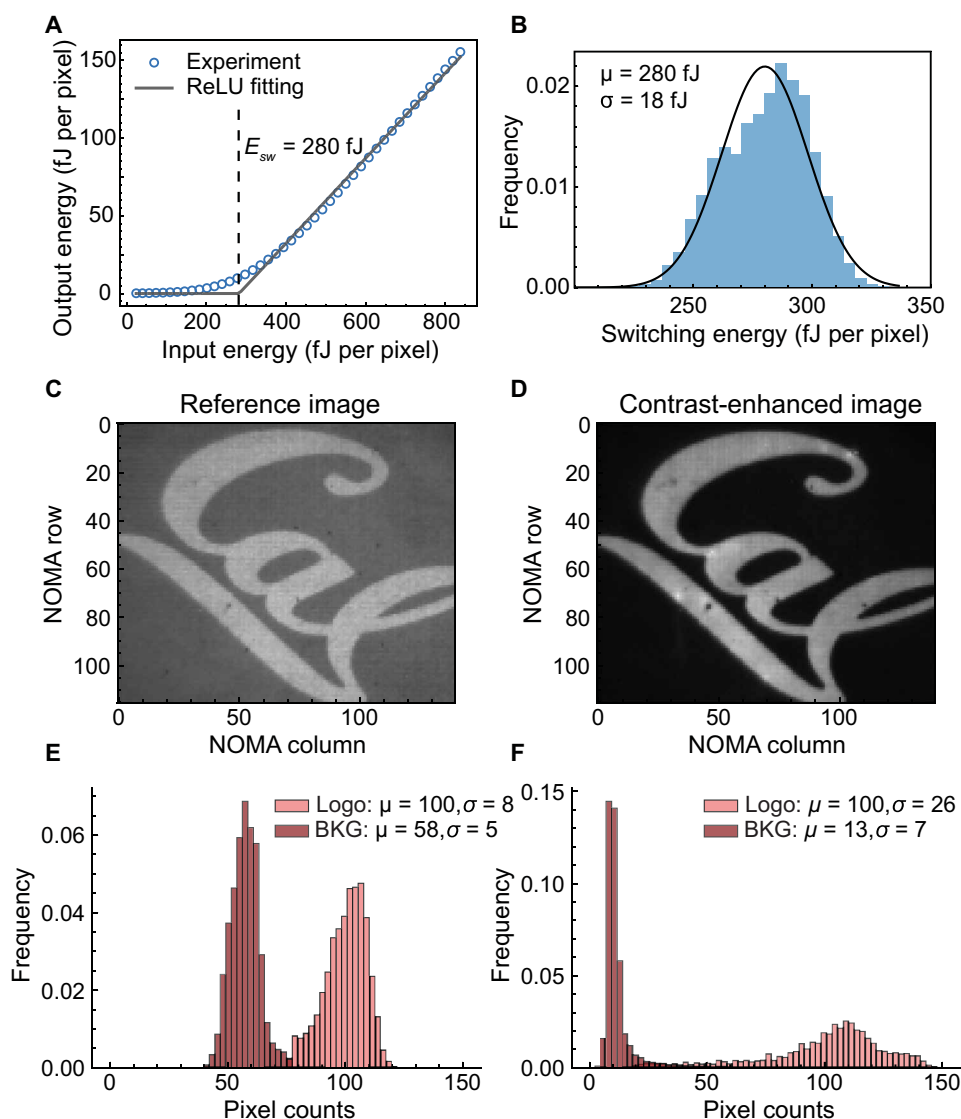 A
Output energy (fJ per pixel)
150
100
50
0
Experiment
ReLU fitting
E_sw = 280 fJ
0 200 400 600 800
Input energy (fJ per pixel)
B
Frequency
0.02
0.01
0.00
μ = 280 fJ
σ = 18 fJ
250 300 350
Switching energy (fJ per pixel)
C
Reference image
NOMA row
0
20
40
60
80
100
0 50 100
NOMA column
D
Contrast-enhanced image
NOMA row
0
20
40
60
80
100
0 50 100
NOMA column
E
Frequency
0.06
0.04
0.02
0.00
Logo: μ = 100,σ = 8
BKG: μ = 58,σ = 5
0 50 100 150
Pixel counts
F
Frequency
0.15
0.10
0.05
0.00
Logo: μ = 100,σ = 26
BKG: μ = 13,σ = 7
0 50 100 150
Pixel counts